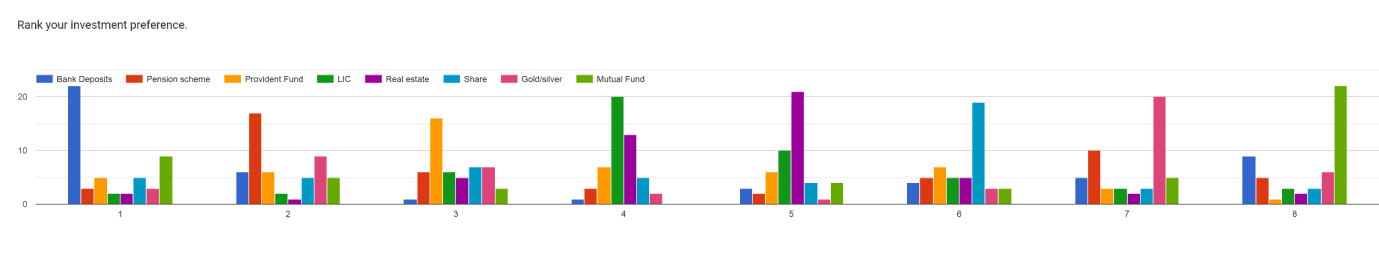 Rank your investment preference.
Bank Deposits Pension scheme Provident Fund LIC Real estate Share Gold/silver Mutual Fund
20
10
0
1 2 3 4 5 6 7 8